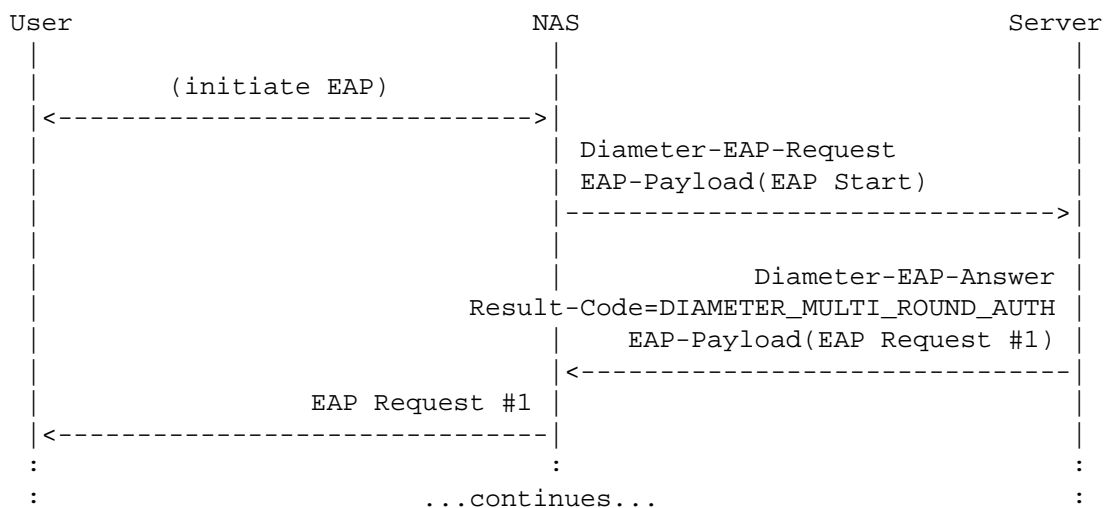 User NAS Server
(initiate EAP)
Diameter-EAP-Request
EAP-Payload(EAP Start)
Diameter-EAP-Answer
Result-Code=DIAMETER_MULTI_ROUND_AUTH
EAP-Payload(EAP Request #1)
EAP Request #1
...continues...